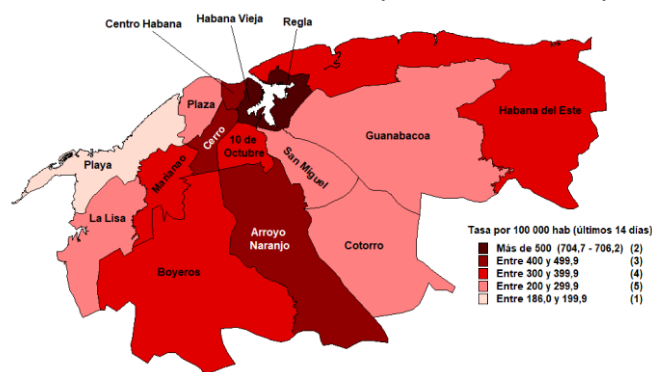 Habana Vieja
Regla
Centro Habana
Plaza
Habana del Este
Cerro
10 de
Octubre
Guanabacoa
San Miguel
Playa
Marianao
La Lisa
Arroyo
Naranjo
Cotorro
Boyeros
Tasa por 100 000 hab (últimos 14 días)
Más de 500 (704,7 - 706,2) (2)
Entre 400 y 499,9 (3)
Entre 300 y 399,9 (4)
Entre 200 y 299,9 (5)
Entre 186,0 y 199,9 (1)